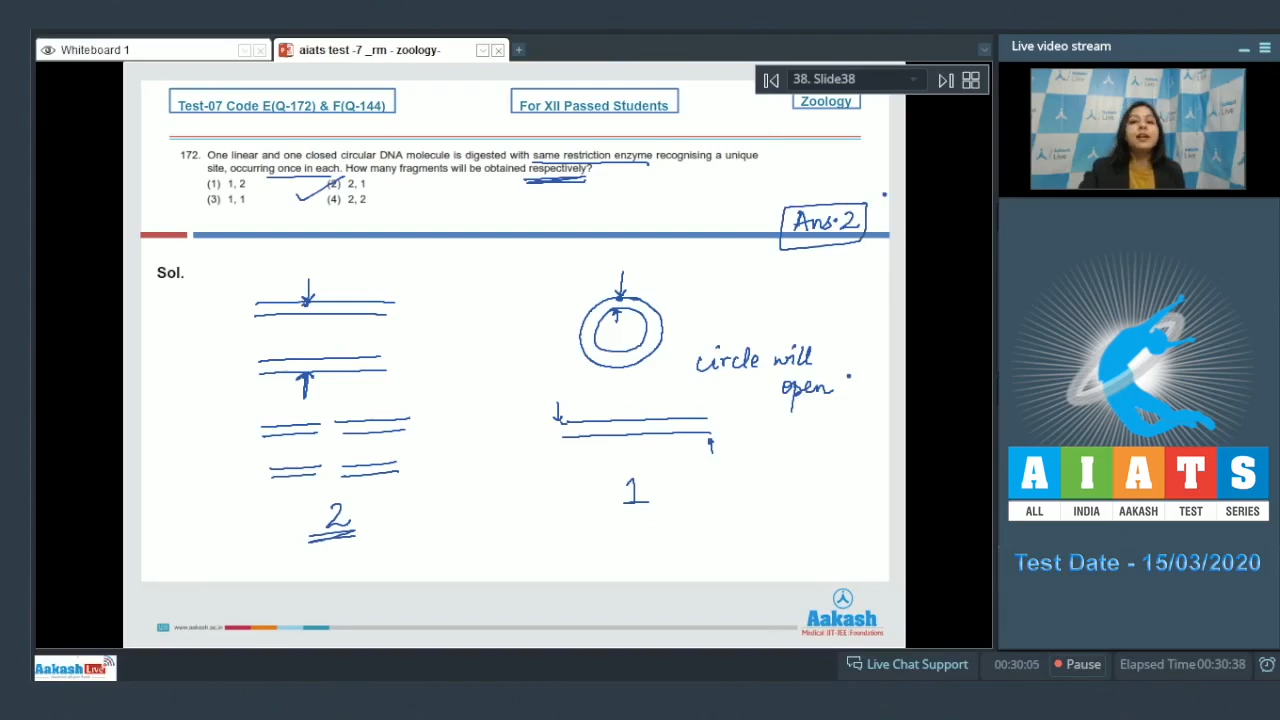 Whiteboard 1
aiats test -7 _rm - zoology-
Live video stream
38. Slide38
Test-07 Code E(Q-172) & F(Q-144)
For XII Passed Students
Zoology
172. One linear and one closed circular DNA molecule is digested with same restriction enzyme recognising a unique
site, occurring once in each. How many fragments will be obtained respectively?
(1) 1, 2
(2) 2, 1
(3) 1, 1
(4) 2, 2
Ans. 2
Sol.
circle will
open
2
1
AIATS
ALL INDIA AAKASH TEST SERIES
Test Date - 15/03/2020
www.aakash.ac.in
Aakash
Medical | IIT-JEE | Foundations
Aakash Live
Live Chat Support
00:30:05
Pause
Elapsed Time 00:30:38